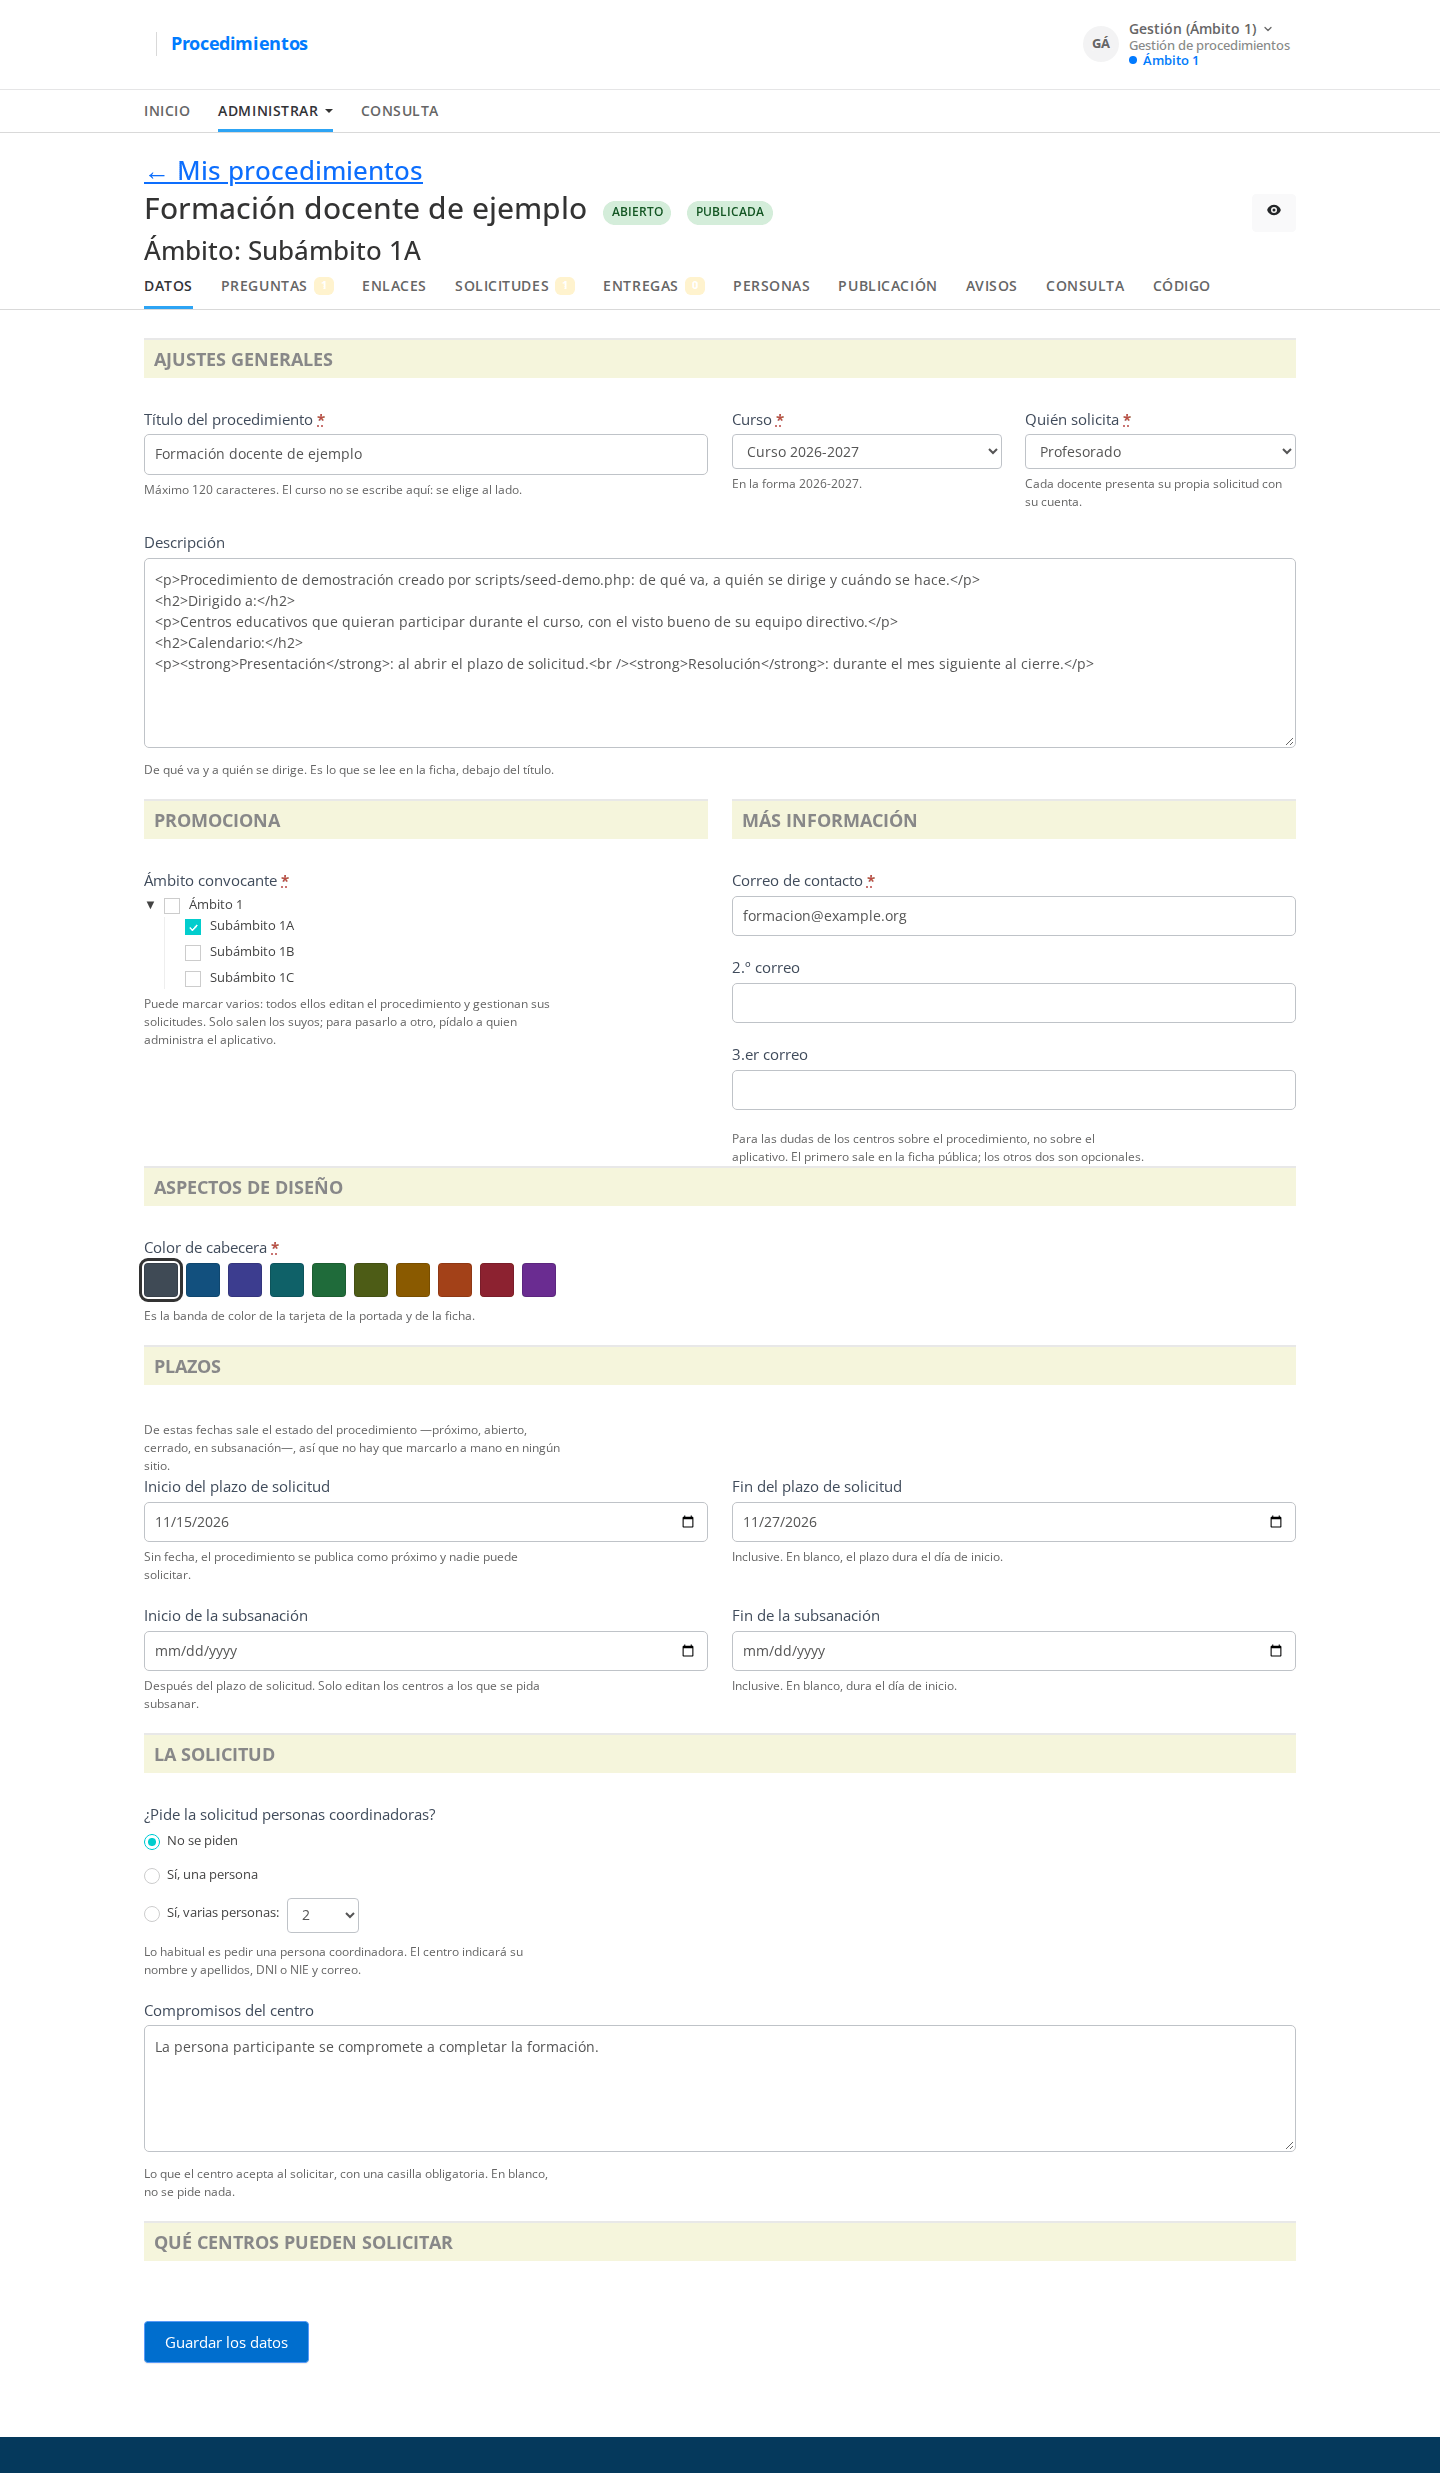 Procedimientos
GÁ
Gestión (Ámbito 1)
Gestión de procedimientos
Ámbito 1
INICIO
ADMINISTRAR
CONSULTA
← Mis procedimientos
Formación docente de ejemplo
ABIERTO
PUBLICADA
Ámbito: Subámbito 1A
DATOS
PREGUNTAS 1
ENLACES
SOLICITUDES 1
ENTREGAS 0
PERSONAS
PUBLICACIÓN
AVISOS
CONSULTA
CÓDIGO
AJUSTES GENERALES
Título del procedimiento *
Formación docente de ejemplo
Máximo 120 caracteres. El curso no se escribe aquí: se elige al lado.
Curso *
Curso 2026-2027
En la forma 2026-2027.
Quién solicita *
Profesorado
Cada docente presenta su propia solicitud con
su cuenta.
Descripción
<p>Procedimiento de demostración creado por scripts/seed-demo.php: de qué va, a quién se dirige y cuándo se hace.</p>
<h2>Dirigido a:</h2>
<p>Centros educativos que quieran participar durante el curso, con el visto bueno de su equipo directivo.</p>
<h2>Calendario:</h2>
<p><strong>Presentación</strong>: al abrir el plazo de solicitud.<br /><strong>Resolución</strong>: durante el mes siguiente al cierre.</p>
De qué va y a quién se dirige. Es lo que se lee en la ficha, debajo del título.
PROMOCIONA
Ámbito convocante *
▼ Ámbito 1
Subámbito 1A
Subámbito 1B
Subámbito 1C
Puede marcar varios: todos ellos editan el procedimiento y gestionan sus
solicitudes. Solo salen los suyos; para pasarlo a otro, pídalo a quien
administra el aplicativo.
MÁS INFORMACIÓN
Correo de contacto *
formacion@example.org
2.º correo
3.er correo
Para las dudas de los centros sobre el procedimiento, no sobre el
aplicativo. El primero sale en la ficha pública; los otros dos son opcionales.
ASPECTOS DE DISEÑO
Color de cabecera *
Es la banda de color de la tarjeta de la portada y de la ficha.
PLAZOS
De estas fechas sale el estado del procedimiento —próximo, abierto,
cerrado, en subsanación—, así que no hay que marcarlo a mano en ningún
sitio.
Inicio del plazo de solicitud
11/15/2026
Sin fecha, el procedimiento se publica como próximo y nadie puede
solicitar.
Fin del plazo de solicitud
11/27/2026
Inclusive. En blanco, el plazo dura el día de inicio.
Inicio de la subsanación
mm/dd/yyyy
Después del plazo de solicitud. Solo editan los centros a los que se pida
subsanar.
Fin de la subsanación
mm/dd/yyyy
Inclusive. En blanco, dura el día de inicio.
LA SOLICITUD
¿Pide la solicitud personas coordinadoras?
No se piden
Sí, una persona
Sí, varias personas: 2
Lo habitual es pedir una persona coordinadora. El centro indicará su
nombre y apellidos, DNI o NIE y correo.
Compromisos del centro
La persona participante se compromete a completar la formación.
Lo que el centro acepta al solicitar, con una casilla obligatoria. En blanco,
no se pide nada.
QUÉ CENTROS PUEDEN SOLICITAR
Guardar los datos